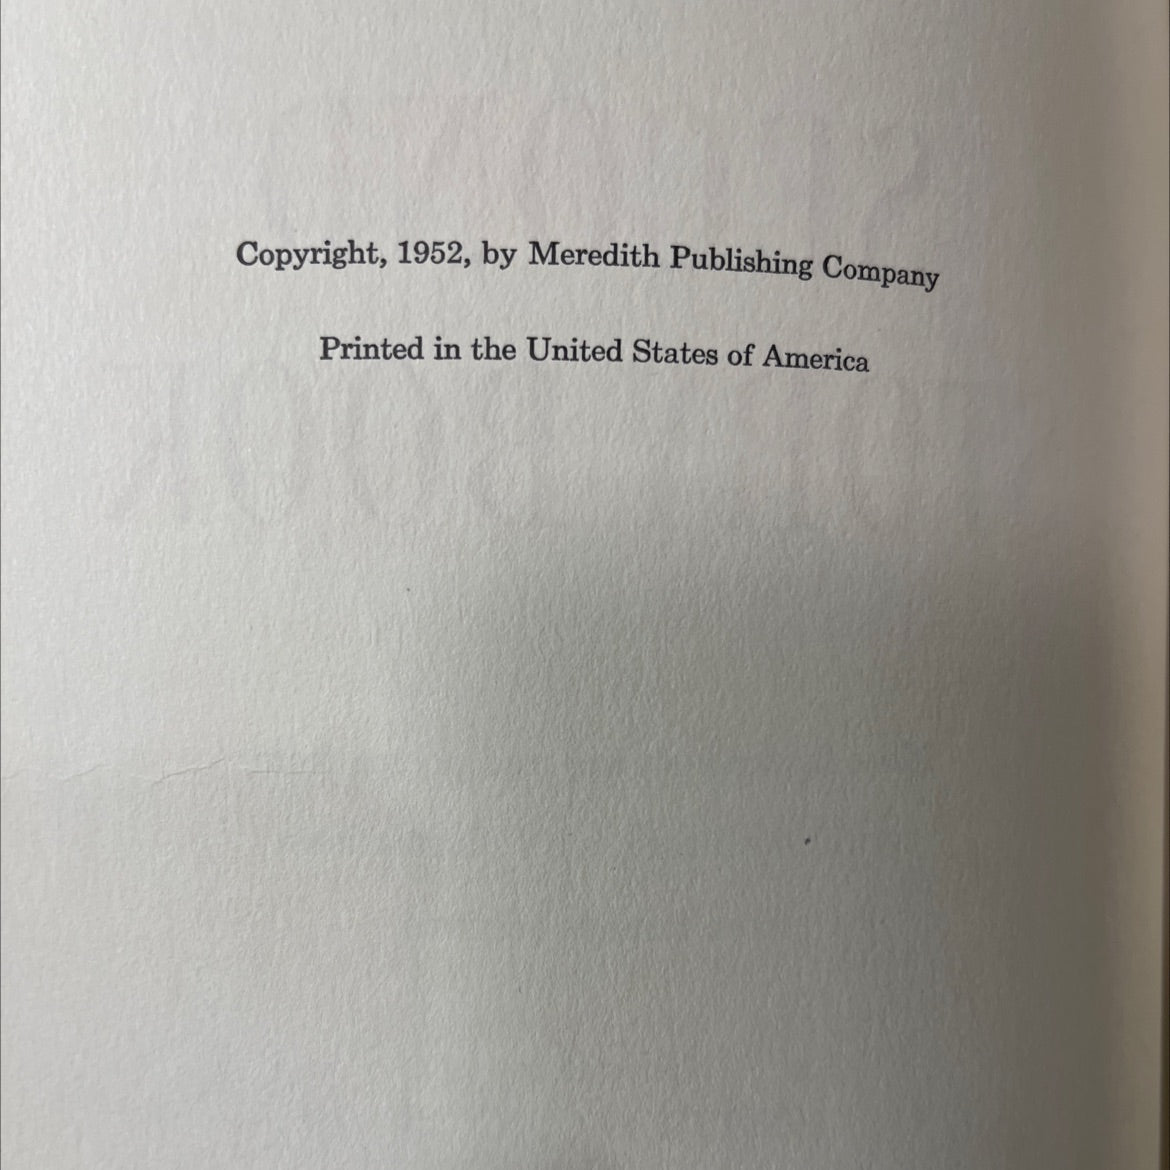 Copyright, 1952, by Meredith Publishing Company
Printed in the United States of America